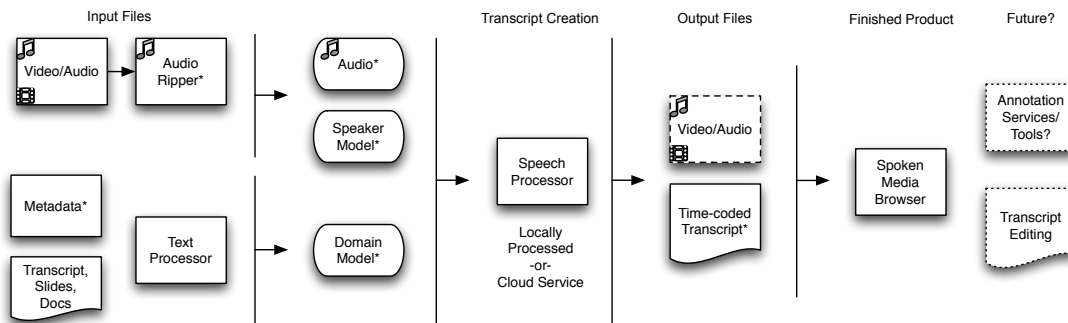 Input Files
Transcript Creation
Output Files
Finished Product
Future?
Video/Audio
Audio
Ripper*
Audio*
Speaker
Model*
Metadata*
Transcript,
Slides,
Docs
Text
Processor
Domain
Model*
Speech
Processor
Locally
Processed
-or-
Cloud Service
Video/Audio
Time-coded
Transcript*
Spoken
Media
Browser
Annotation
Services/
Tools?
Transcript
Editing